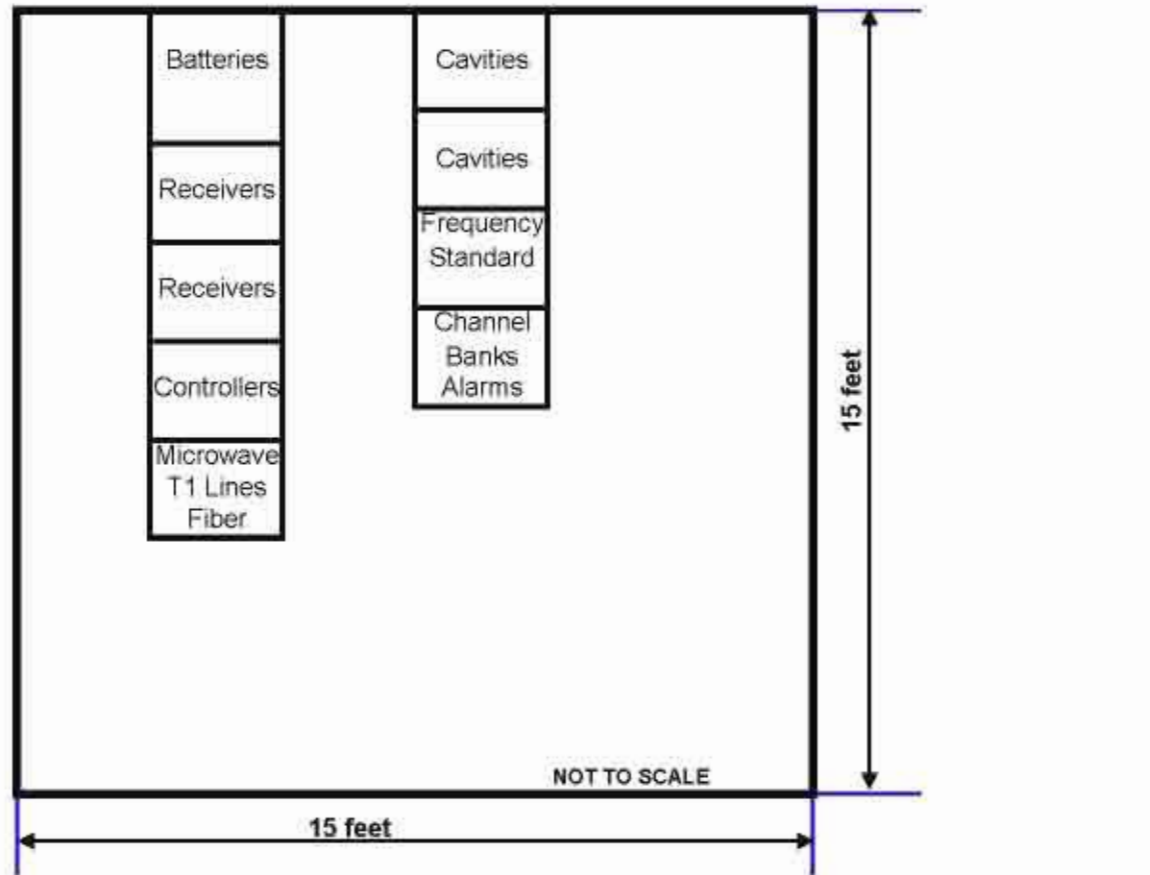 Batteries
Receivers
Receivers
Controllers
Microwave
T1 Lines
Fiber
Cavities
Cavities
Frequency
Standard
Channel
Banks
Alarms
15 feet
NOT TO SCALE
15 feet